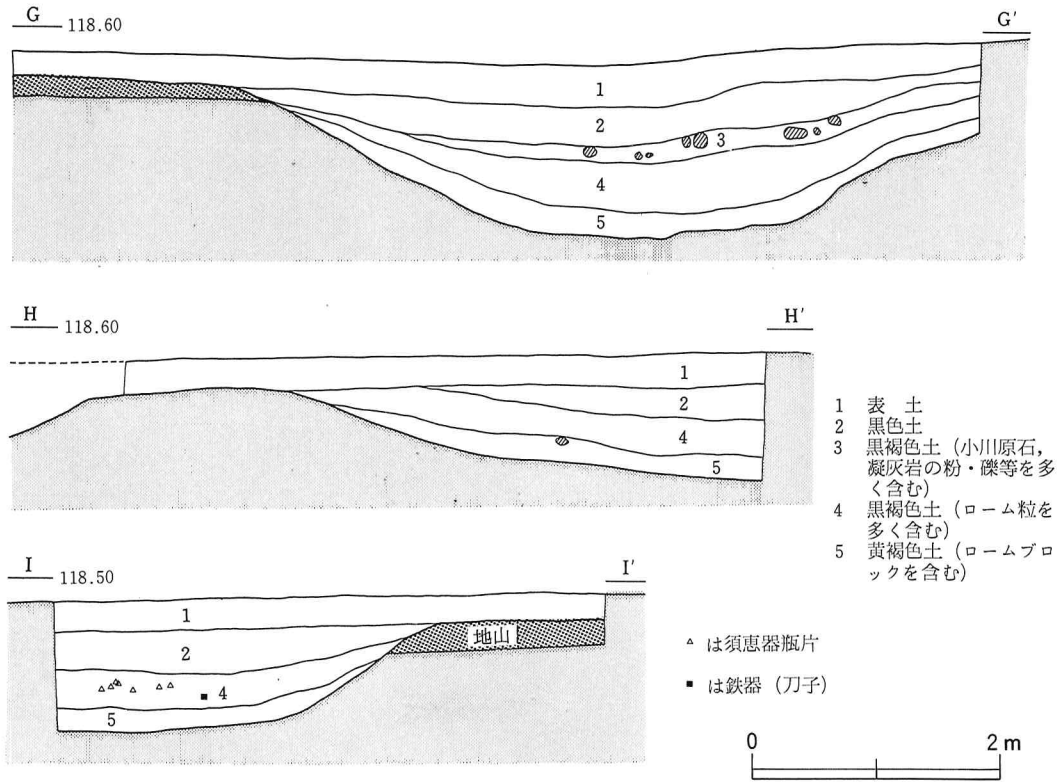 G 118.60 G′
1
2
3
4
5
H 118.60 H′
1
2
4
5
I 118.50 I′
1
2
4
5
地山
1 表 土
2 黒色土
3 黒褐色土（小川原石，
凝灰岩の粉・礫等を多
く含む）
4 黒褐色土（ローム粒を
多く含む）
5 黄褐色土（ロームブロ
ックを含む）
▵ は須恵器瓶片
▪ は鉄器（刀子）
0 2 m